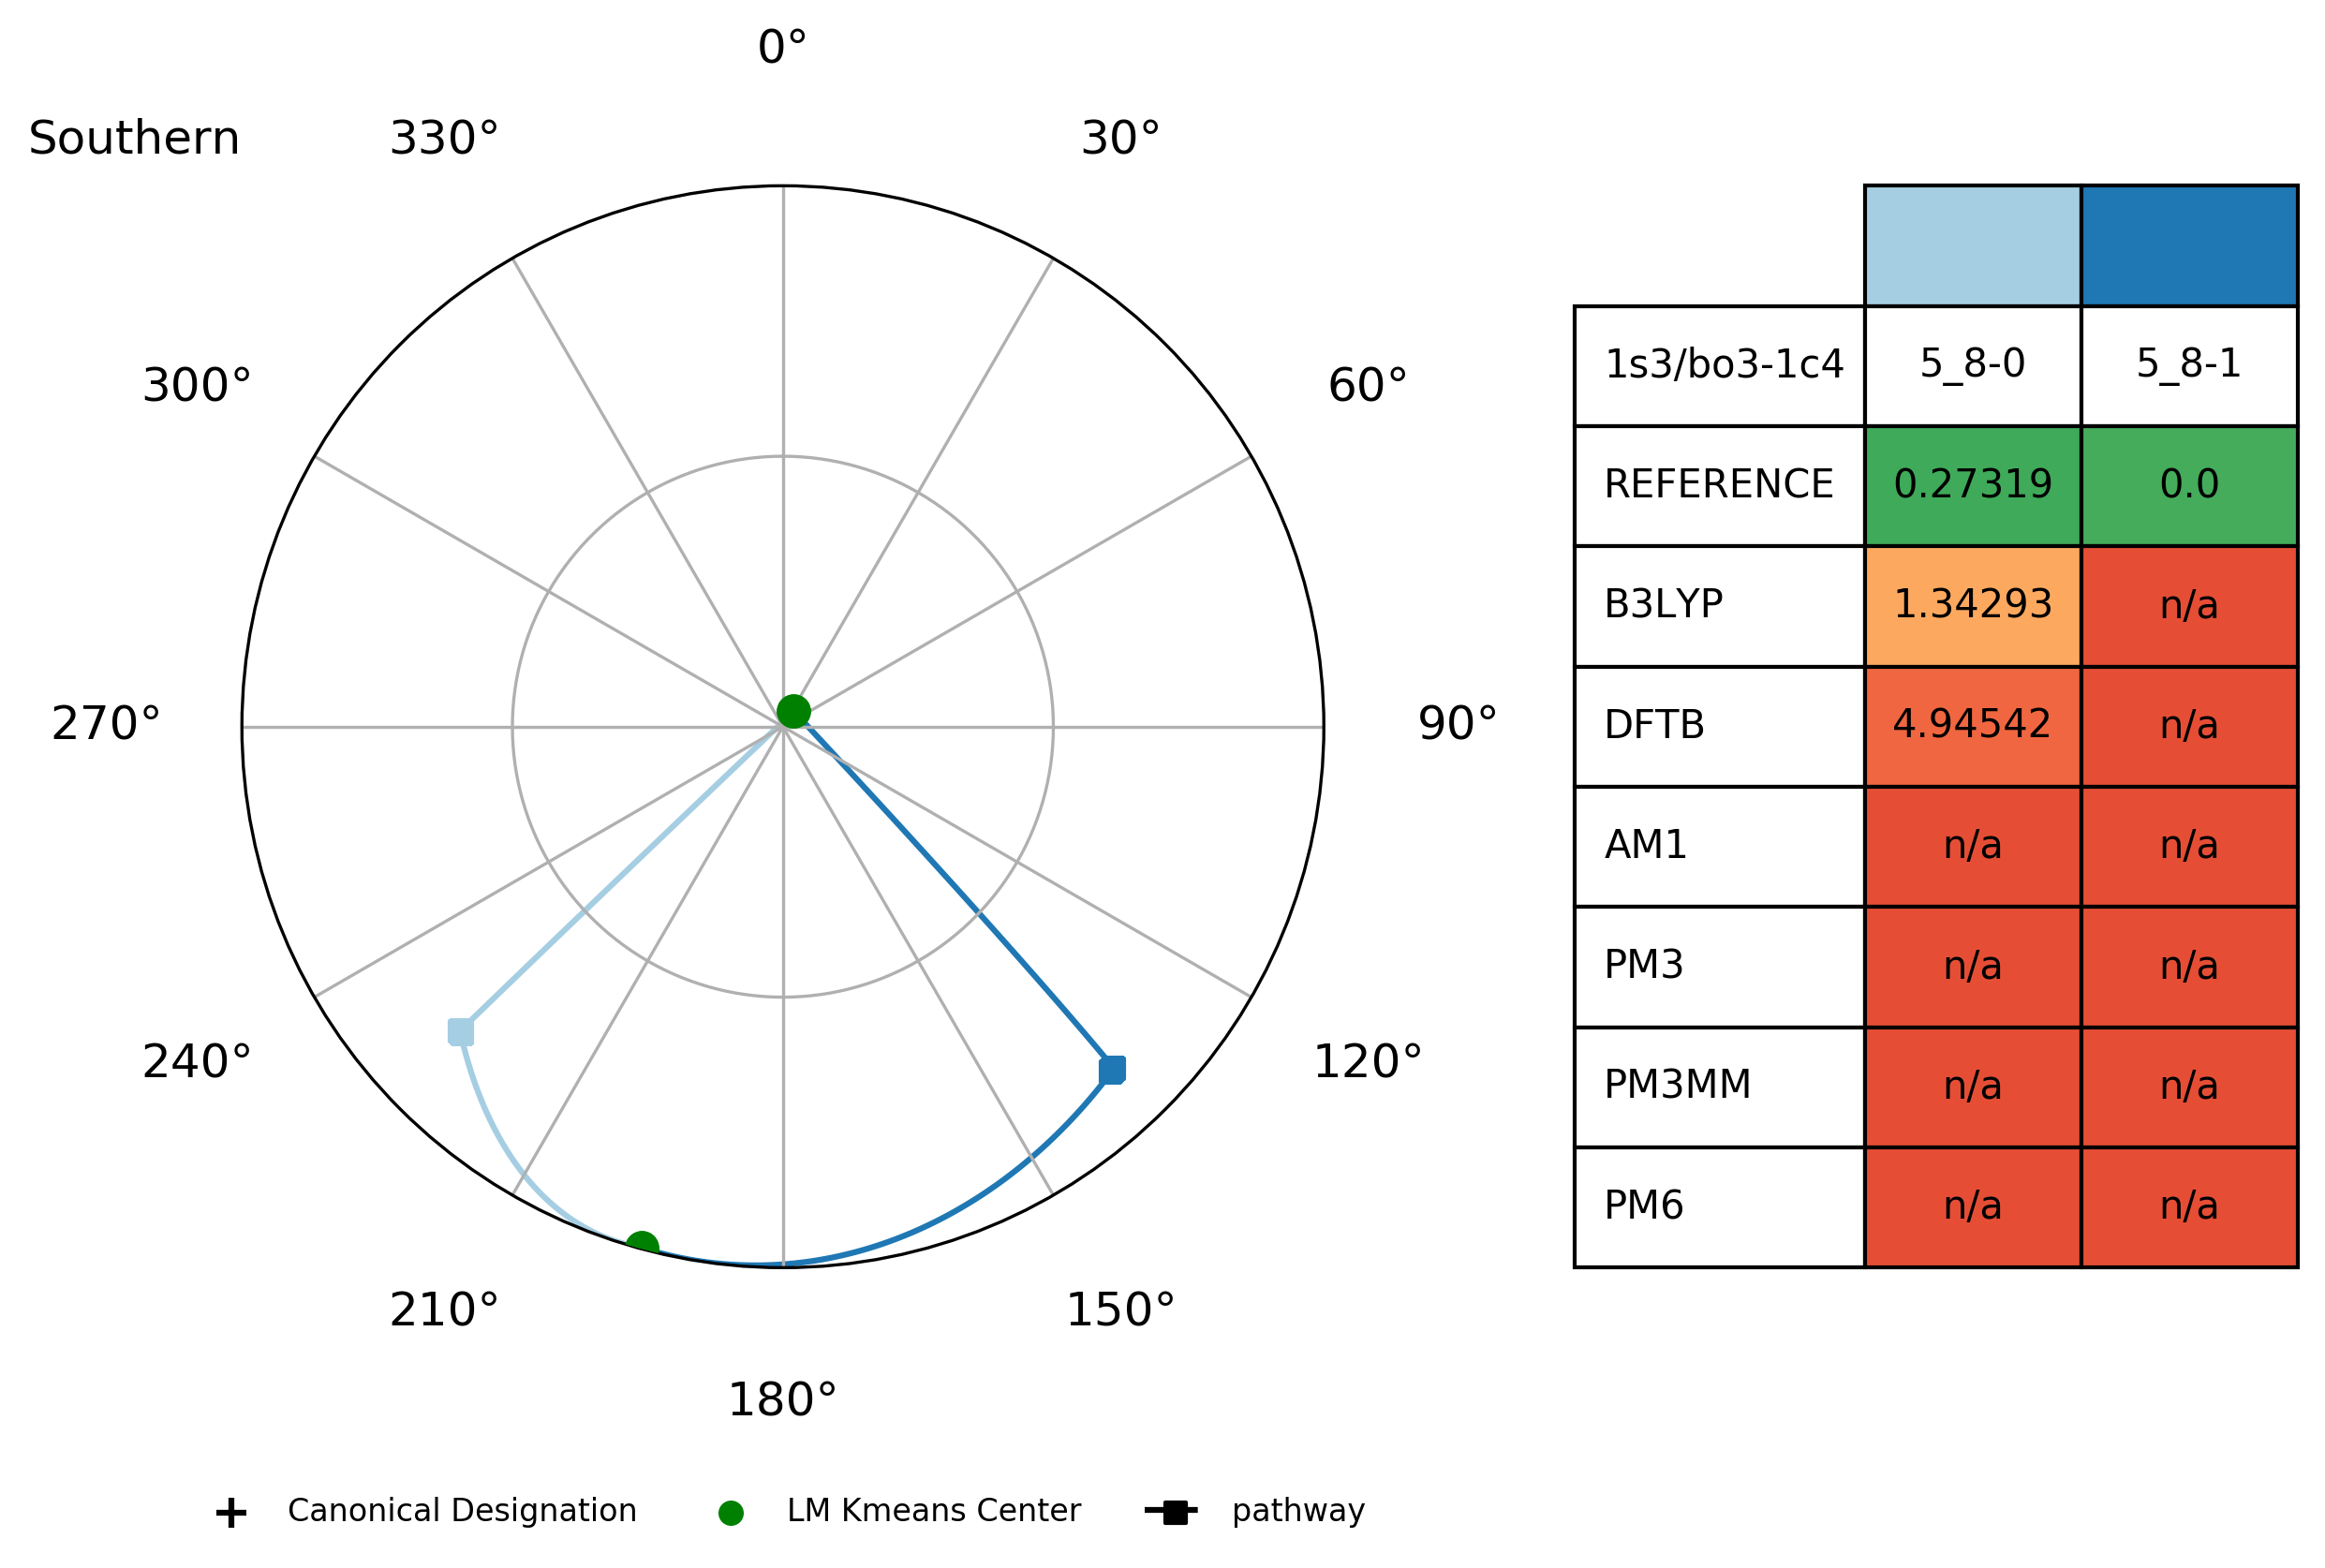 0°
Southern
330°
30°
300°
60°
270°
90°
240°
120°
210°
150°
180°
1s3/bo3-1c4 5_8-0 5_8-1
REFERENCE 0.27319 0.0
B3LYP 1.34293 n/a
DFTB 4.94542 n/a
AM1 n/a n/a
PM3 n/a n/a
PM3MM n/a n/a
PM6 n/a n/a
Canonical Designation LM Kmeans Center pathway